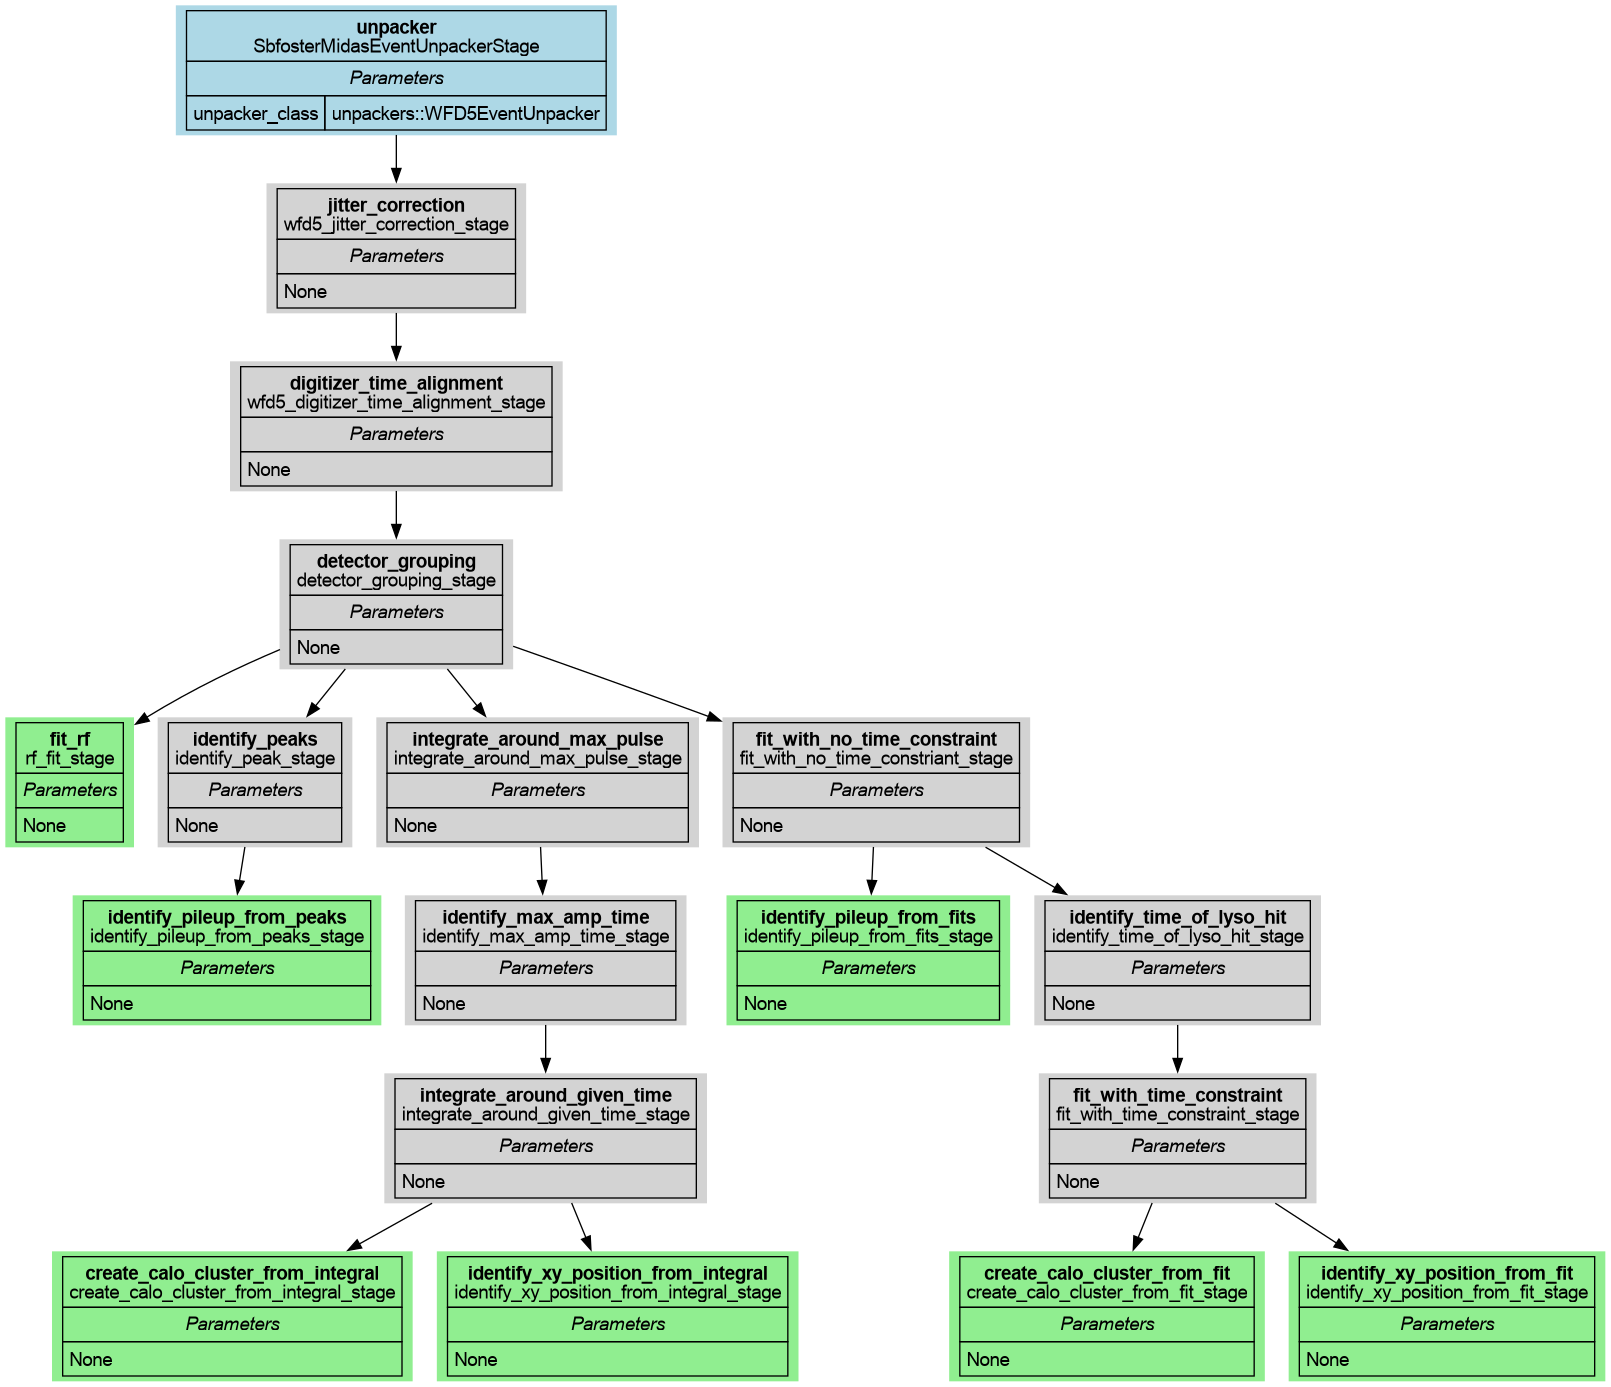 unpacker
SbfosterMidasEventUnpackerStage
Parameters
unpacker_class unpackers::WFD5EventUnpacker
jitter_correction
wfd5_jitter_correction_stage
Parameters
None
digitizer_time_alignment
wfd5_digitizer_time_alignment_stage
Parameters
None
detector_grouping
detector_grouping_stage
Parameters
None
fit_rf
rf_fit_stage
Parameters
None
identify_peaks
identify_peak_stage
Parameters
None
integrate_around_max_pulse
integrate_around_max_pulse_stage
Parameters
None
fit_with_no_time_constraint
fit_with_no_time_constriant_stage
Parameters
None
identify_pileup_from_peaks
identify_pileup_from_peaks_stage
Parameters
None
identify_max_amp_time
identify_max_amp_time_stage
Parameters
None
identify_pileup_from_fits
identify_pileup_from_fits_stage
Parameters
None
identify_time_of_lyso_hit
identify_time_of_lyso_hit_stage
Parameters
None
integrate_around_given_time
integrate_around_given_time_stage
Parameters
None
fit_with_time_constraint
fit_with_time_constraint_stage
Parameters
None
create_calo_cluster_from_integral
create_calo_cluster_from_integral_stage
Parameters
None
identify_xy_position_from_integral
identify_xy_position_from_integral_stage
Parameters
None
create_calo_cluster_from_fit
create_calo_cluster_from_fit_stage
Parameters
None
identify_xy_position_from_fit
identify_xy_position_from_fit_stage
Parameters
None